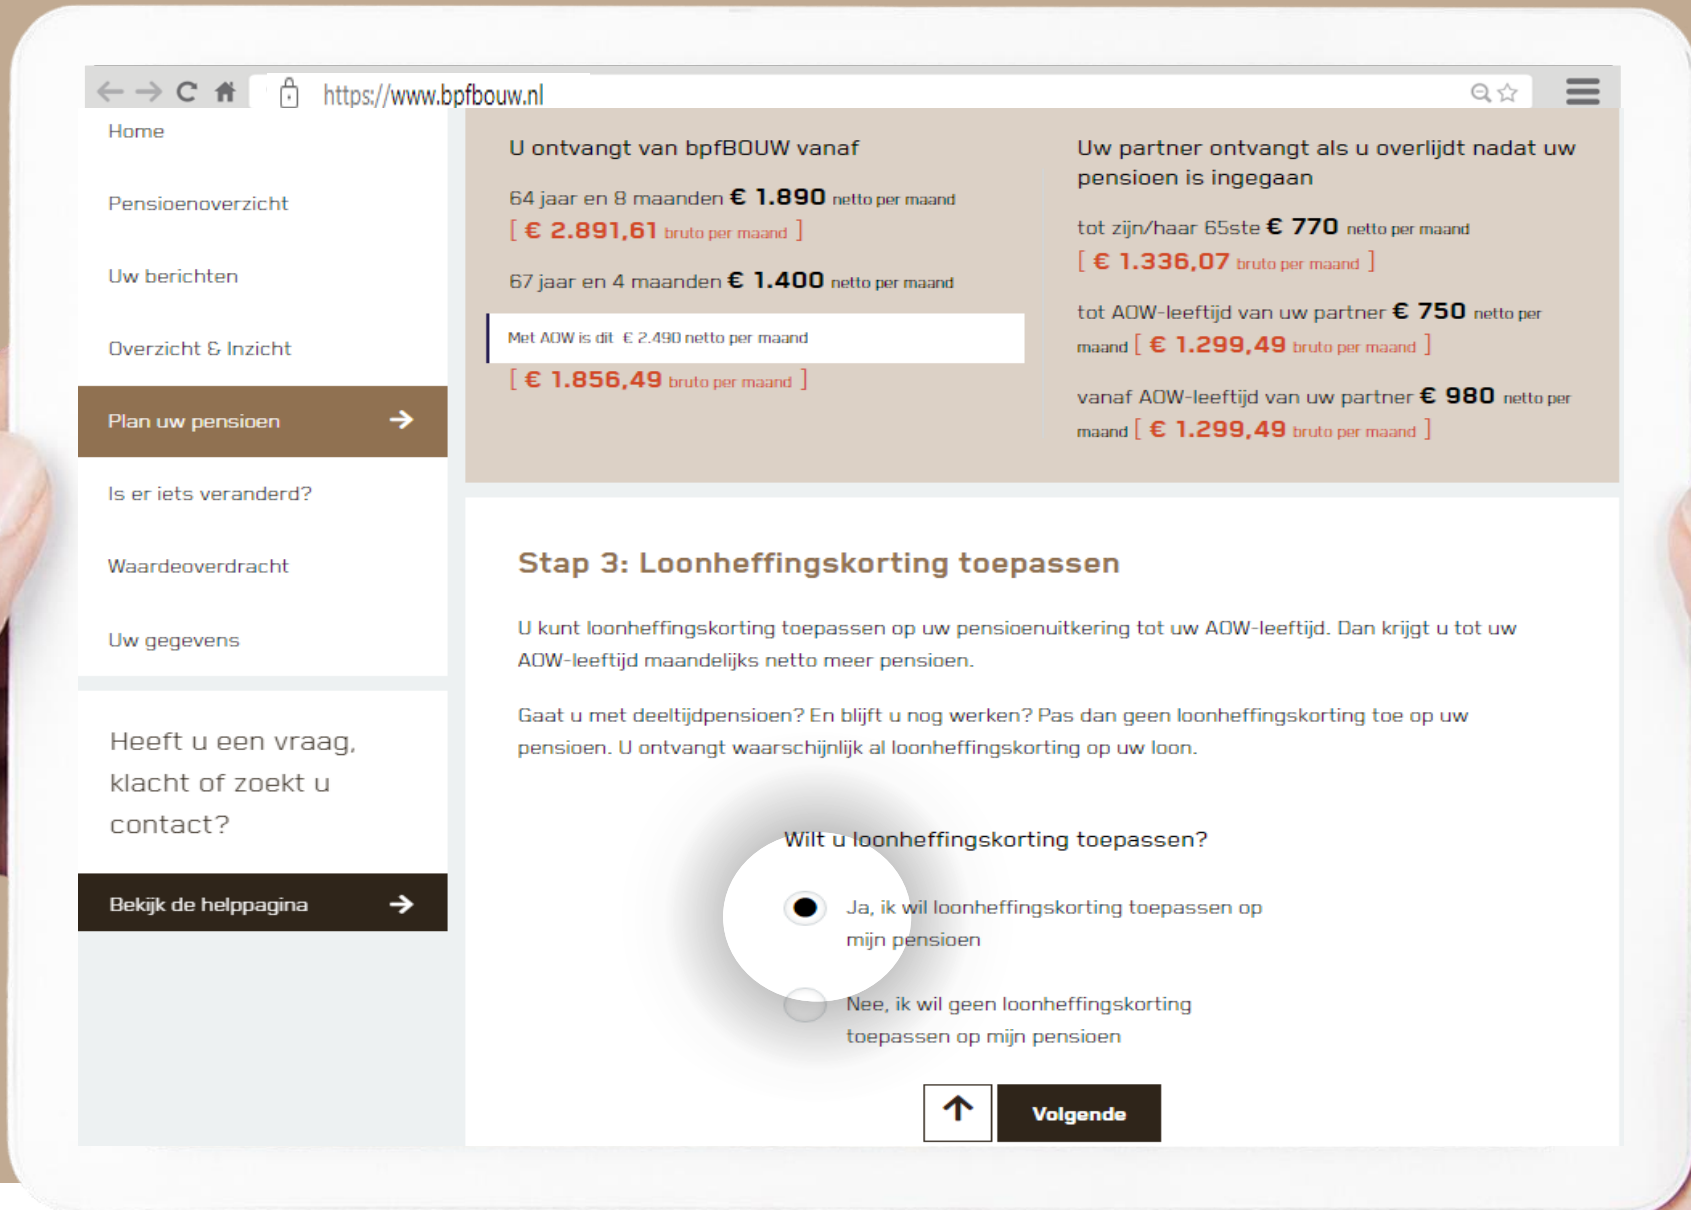 https://www.bpfbouw.nl
Home
Pensioenoverzicht
Uw berichten
Overzicht & Inzicht
Plan uw pensioen
Is er iets veranderd?
Waardeoverdracht
Uw gegevens
Heeft u een vraag,
klacht of zoekt u
contact?
Bekijk de helppagina
U ontvangt van bpfBOUW vanaf
64 jaar en 8 maanden € 1.890 netto per maand
[ € 2.891,61 bruto per maand ]
67 jaar en 4 maanden € 1.400 netto per maand
Met AOW is dit € 2.490 netto per maand
[ € 1.856,49 bruto per maand ]
Uw partner ontvangt als u overlijdt nadat uw
pensioen is ingegaan
tot zijn/haar 65ste € 770 netto per maand
[ € 1.336,07 bruto per maand ]
tot AOW-leeftijd van uw partner € 750 netto per
maand [ € 1.299,49 bruto per maand ]
vanaf AOW-leeftijd van uw partner € 980 netto per
maand [ € 1.299,49 bruto per maand ]
Stap 3: Loonheffingskorting toepassen
U kunt loonheffingskorting toepassen op uw pensioenuitkering tot uw AOW-leeftijd. Dan krijgt u tot uw
AOW-leeftijd maandelijks netto meer pensioen.
Gaat u met deeltijdpensioen? En blijft u nog werken? Pas dan geen loonheffingskorting toe op uw
pensioen. U ontvangt waarschijnlijk al loonheffingskorting op uw loon.
Wilt u loonheffingskorting toepassen?
Ja, ik wil loonheffingskorting toepassen op
mijn pensioen
Nee, ik wil geen loonheffingskorting
toepassen op mijn pensioen
Volgende